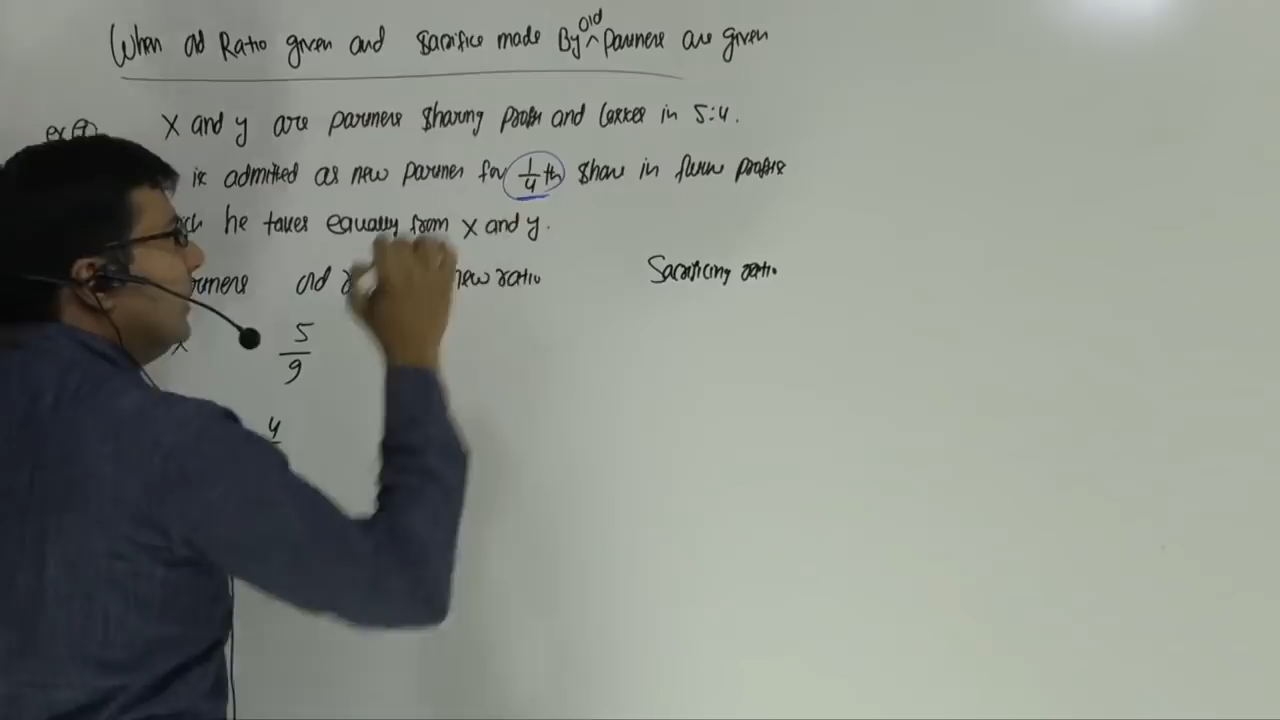 When old Ratio given and Sacrifice made By old partners are given
ex
X and y are partners sharing profits and losses in 5:4.
is admitted as new partner for 1/4 th share in future profits
he takes equally from X and y.
old new ratio Sacrificing ratio
X 5/9
4